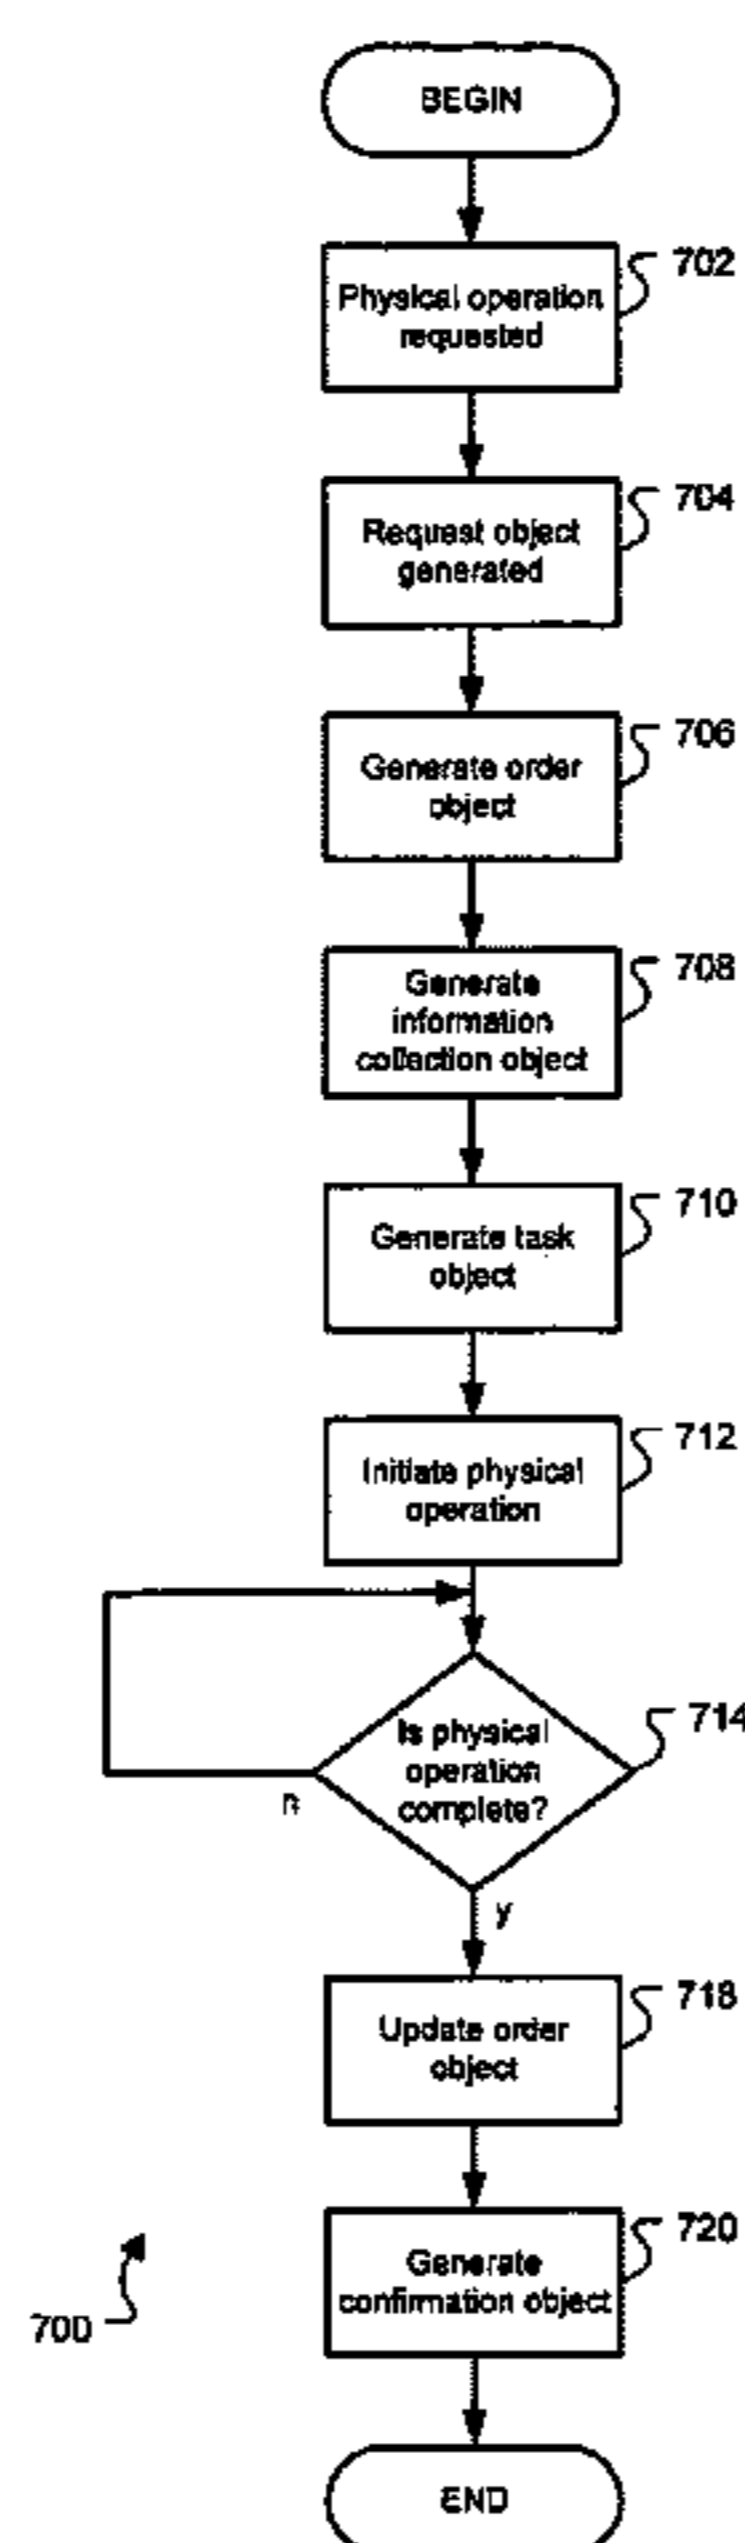 BEGIN
702
Physical operation
requested
704
Request object
generated
706
Generate order
object
708
Generate
information
collection object
710
Generate task
object
712
Initiate physical
operation
714
Is physical
operation
complete?
n
y
718
Update order
object
720
Generate
confirmation object
700
END